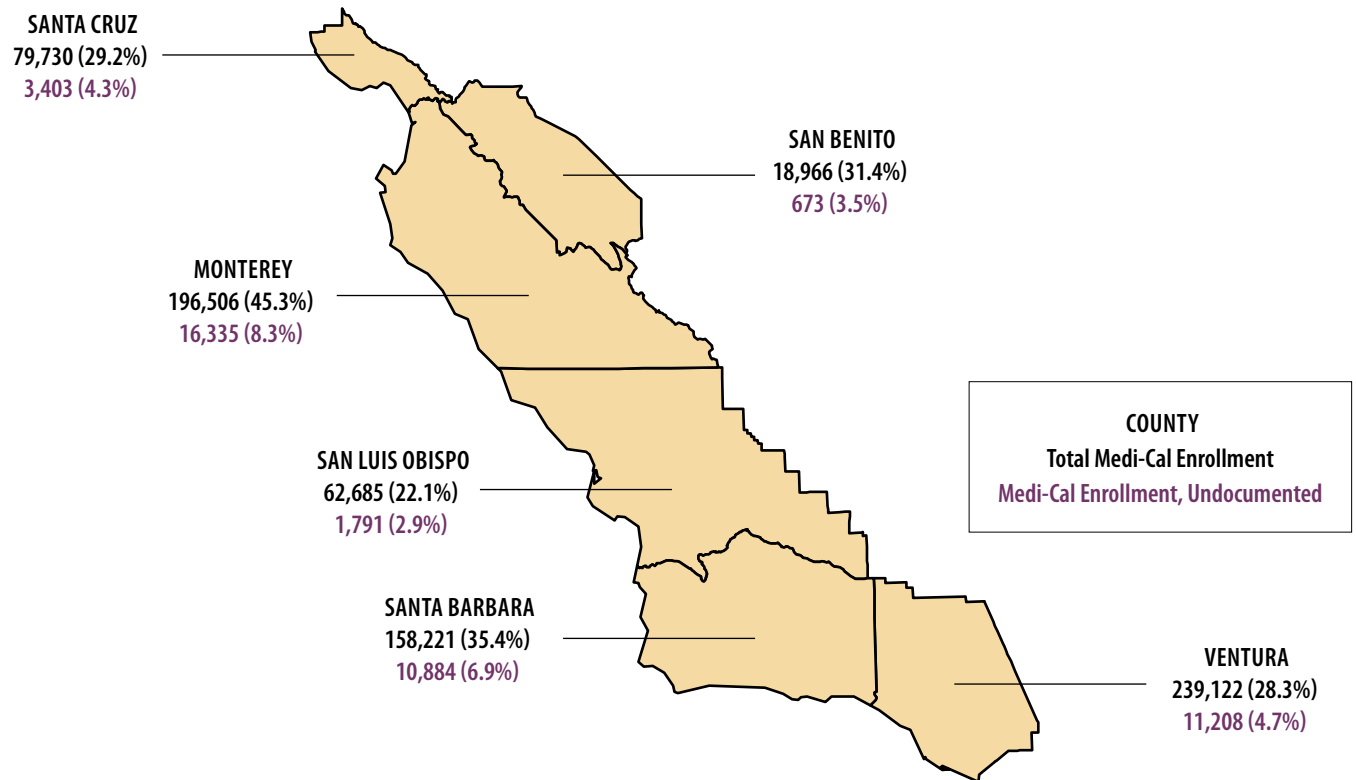 SANTA CRUZ
79,730 (29.2%)
3,403 (4.3%)
SAN BENITO
18,966 (31.4%)
673 (3.5%)
MONTEREY
196,506 (45.3%)
16,335 (8.3%)
COUNTY
Total Medi-Cal Enrollment
Medi-Cal Enrollment, Undocumented
SAN LUIS OBISPO
62,685 (22.1%)
1,791 (2.9%)
SANTA BARBARA
158,221 (35.4%)
10,884 (6.9%)
VENTURA
239,122 (28.3%)
11,208 (4.7%)